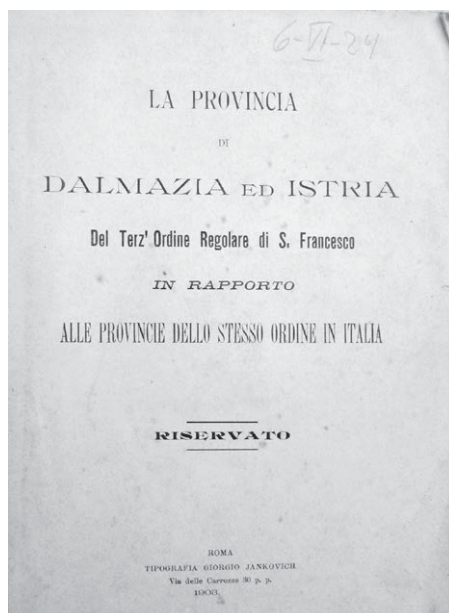 6-VI-24
LA PROVINCIA
DI
DALMAZIA ED ISTRIA
Del Terz' Ordine Regolare di S. Francesco
IN RAPPORTO
ALLE PROVINCIE DELLO STESSO ORDINE IN ITALIA
RISERVATO
ROMA
TIPOGRAFIA GIORGIO JANKOVICH
Via delle Carrozze 30 p. p.
1903.